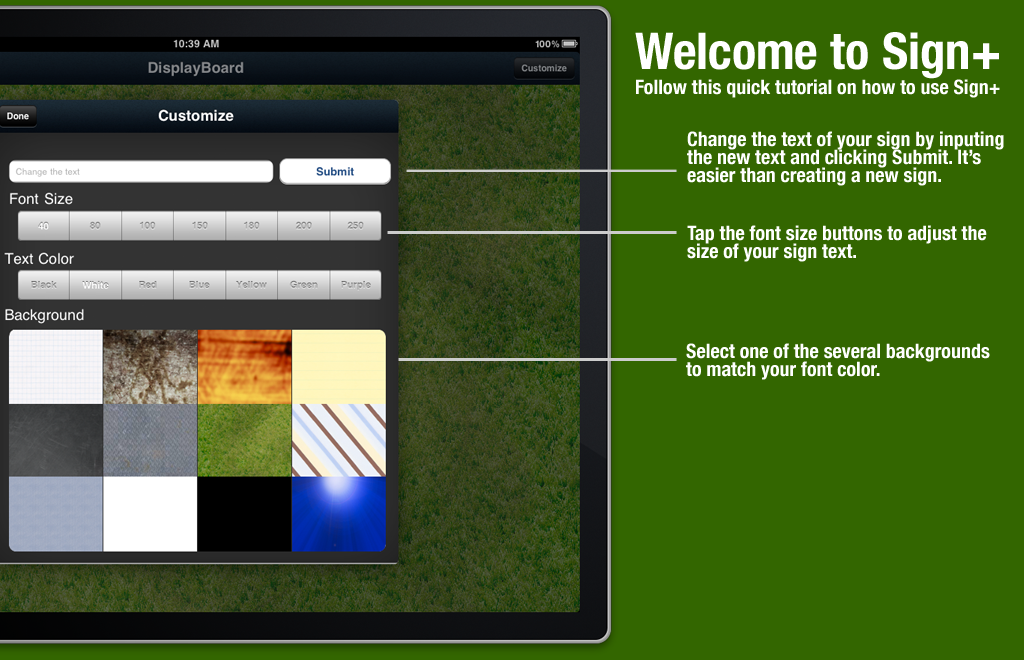 10:39 AM
100%
DisplayBoard
Customize
Done
Customize
Change the text
Submit
Font Size
40
80
100
150
180
200
250
Text Color
Black
White
Red
Blue
Yellow
Green
Purple
Background
Welcome to Sign+
Follow this quick tutorial on how to use Sign+
Change the text of your sign by inputing
the new text and clicking Submit. It's
easier than creating a new sign.
Tap the font size buttons to adjust the
size of your sign text.
Select one of the several backgrounds
to match your font color.